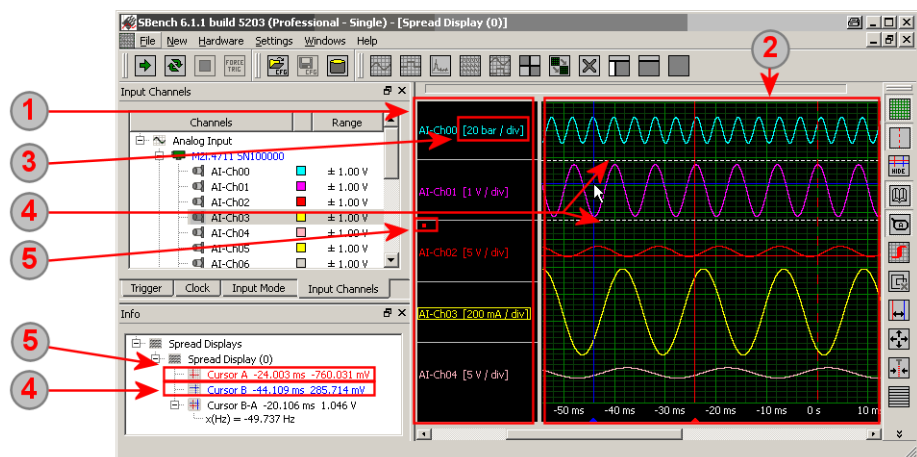 SBench 6.1.1 build 5203 (Professional - Single) - [Spread Display (0)]
File New Hardware Settings Windows Help
FORCE TRIG
CFG
CFG
2
Input Channels
1
Channels Range
Analog Input
M2i.4711 SN100000
AI-Ch00 ± 1.00 V
AI-Ch01 ± 1.00 V
AI-Ch02 ± 1.00 V
AI-Ch03 ± 1.00 V
AI-Ch04 ± 1.00 V
AI-Ch05 ± 1.00 V
AI-Ch06 ± 1.00 V
3
4
5
Trigger Clock Input Mode Input Channels
AI-Ch00 [20 bar / div]
AI-Ch01 [1 V / div]
AI-Ch02 [5 V / div]
AI-Ch03 [200 mA / div]
AI-Ch04 [5 V / div]
HIDE
Info
Spread Displays
Spread Display (0)
5
Cursor A -24.003 ms -760.031 mV
4
Cursor B -44.109 ms 285.714 mV
Cursor B-A -20.106 ms 1.046 V
x(Hz) = -49.737 Hz
-50 ms -40 ms -30 ms -20 ms -10 ms 0 s 10 m